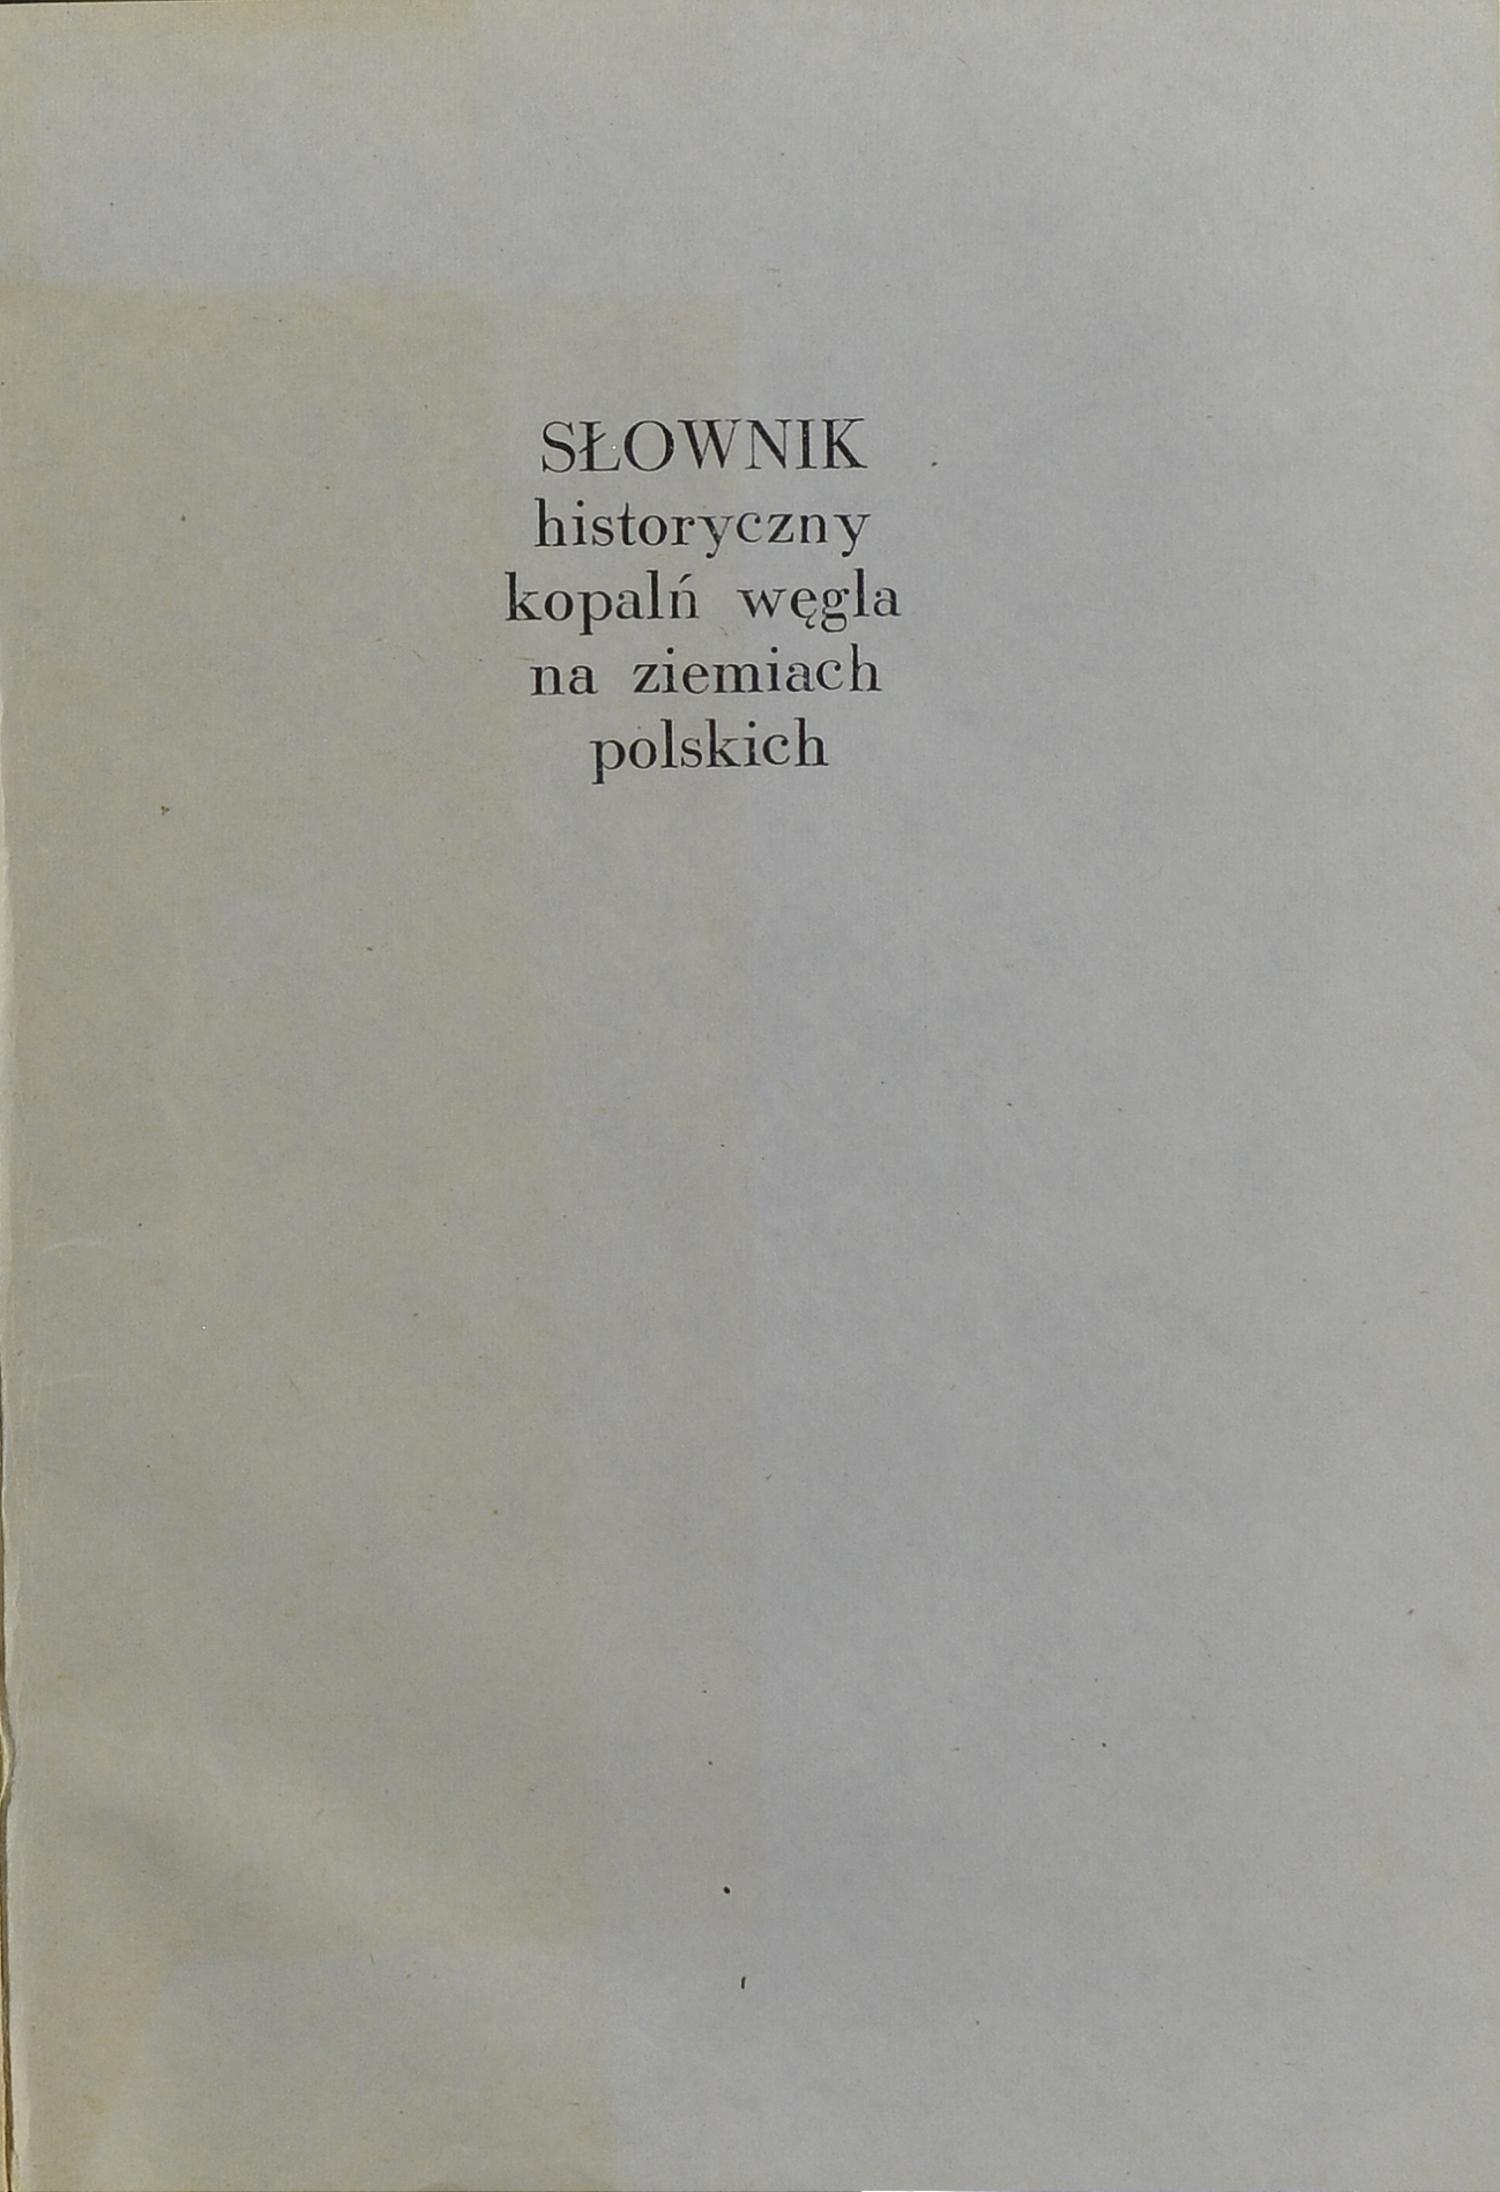 SŁOWNIK
historyczny
kopalń węgla
na ziemiach
polskich